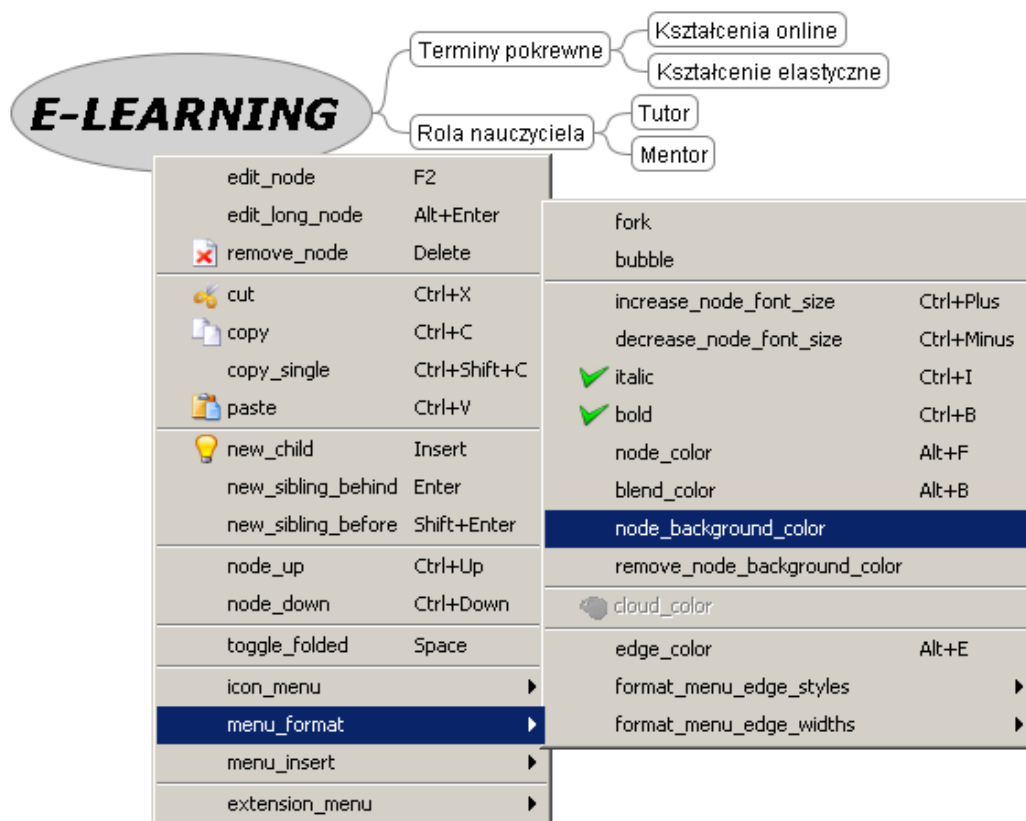 E-LEARNING
Terminy pokrewne
Kształcenia online
Kształcenie elastyczne
Rola nauczyciela
Tutor
Mentor
edit_node F2
edit_long_node Alt+Enter
remove_node Delete
cut Ctrl+X
copy Ctrl+C
copy_single Ctrl+Shift+C
paste Ctrl+V
new_child Insert
new_sibling_behind Enter
new_sibling_before Shift+Enter
node_up Ctrl+Up
node_down Ctrl+Down
toggle_folded Space
icon_menu
menu_format
menu_insert
extension_menu
fork
bubble
increase_node_font_size Ctrl+Plus
decrease_node_font_size Ctrl+Minus
italic Ctrl+I
bold Ctrl+B
node_color Alt+F
blend_color Alt+B
node_background_color
remove_node_background_color
cloud_color
edge_color Alt+E
format_menu_edge_styles
format_menu_edge_widths